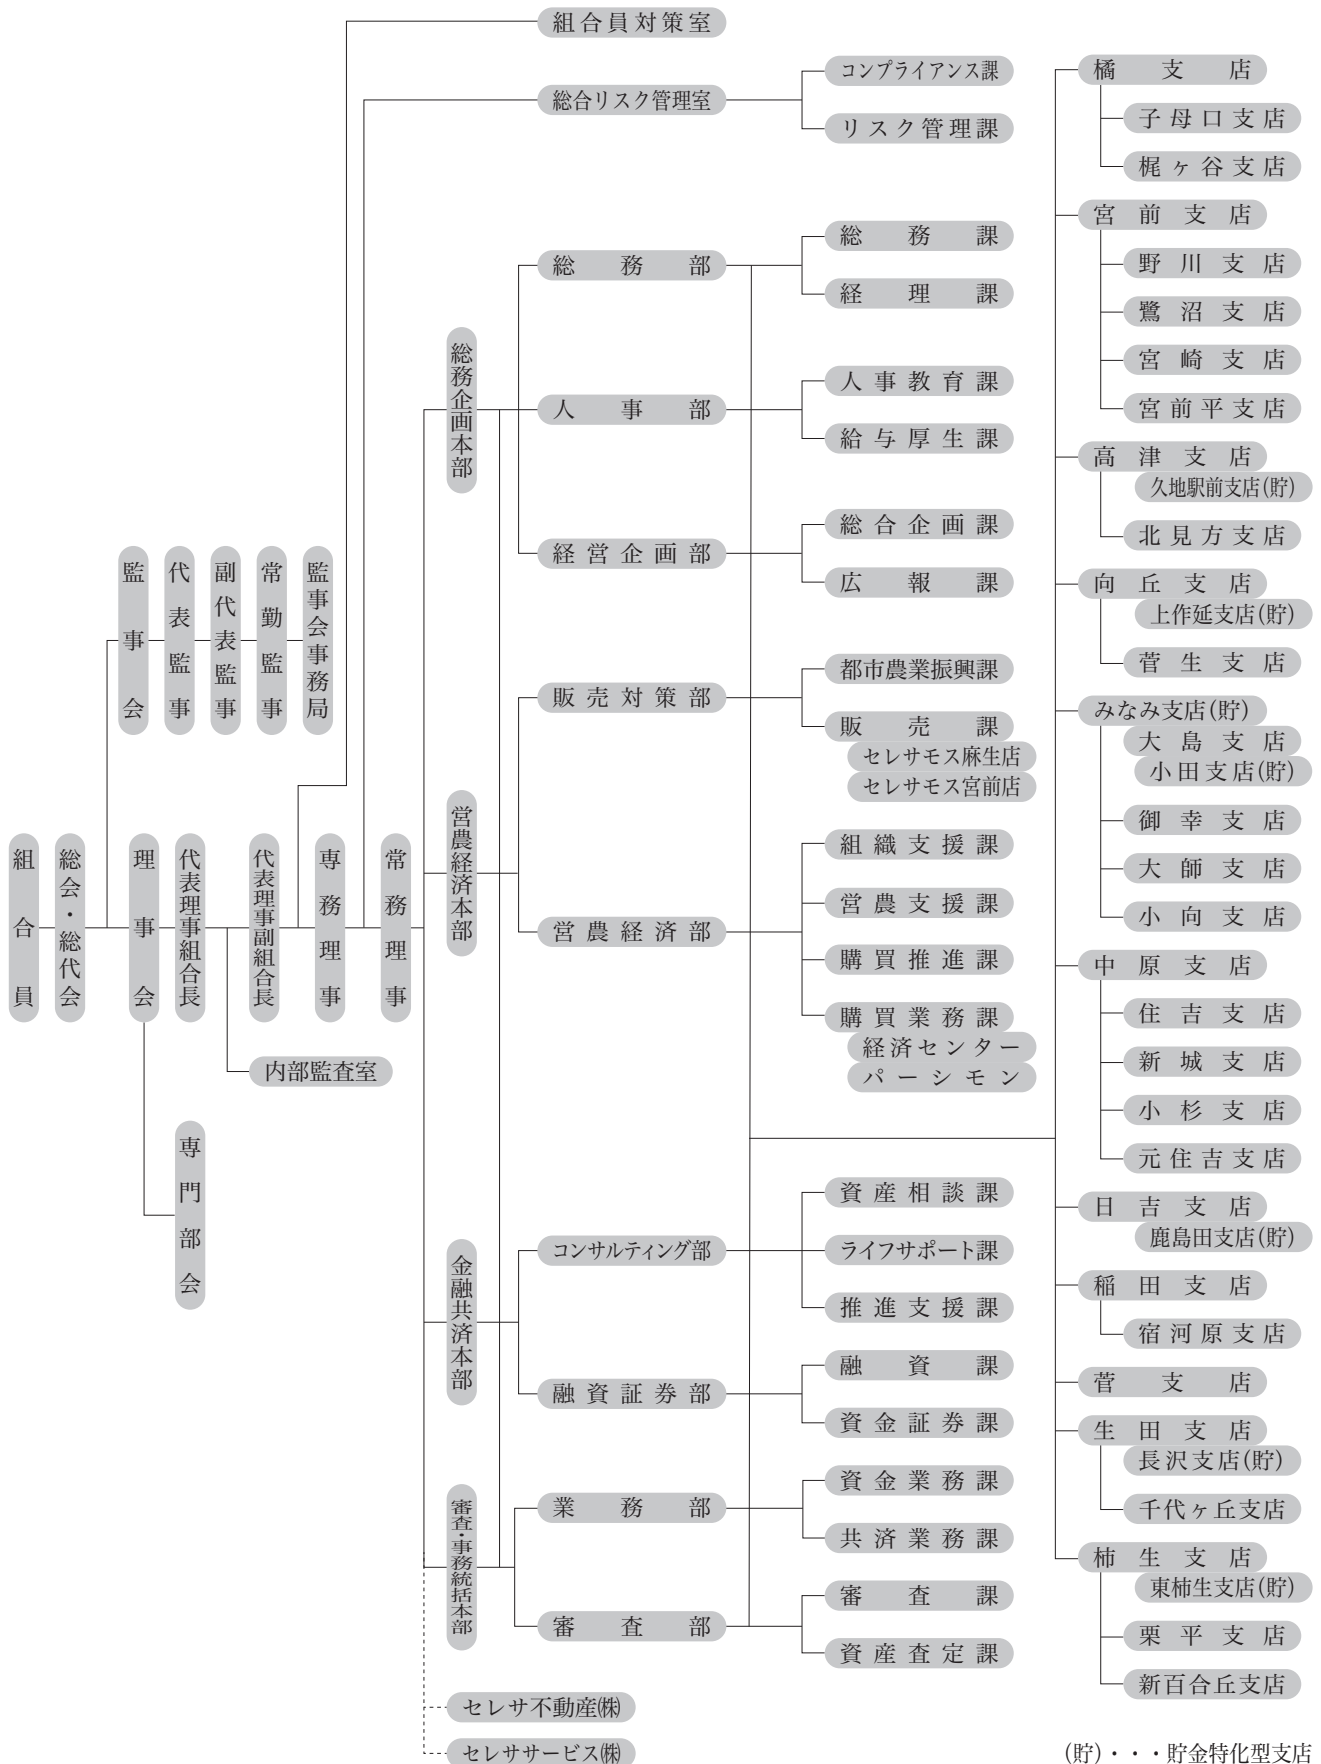 組合員
総会・総代会
監事会
代表監事
副代表監事
常勤監事
監事会事務局
理事会
専門部会
代表理事組合長
内部監査室
代表理事副組合長
専務理事
常務理事
組合員対策室
総合リスク管理室
コンプライアンス課
リスク管理課
総務企画本部
総務部
総務課
経理課
人事部
人事教育課
給与厚生課
経営企画部
総合企画課
広報課
営農経済本部
販売対策部
都市農業振興課
販売課
セレサモス麻生店
セレサモス宮前店
営農経済部
組織支援課
営農支援課
購買推進課
購買業務課
経済センター
パーシモン
金融共済本部
コンサルティング部
資産相談課
ライフサポート課
推進支援課
融資証券部
融資課
資金証券課
審査・事務統括本部
業務部
資金業務課
共済業務課
審査部
審査課
資産査定課
セレサ不動産㈱
セレササービス㈱
橘支店
子母口支店
梶ヶ谷支店
宮前支店
野川支店
鷺沼支店
宮崎支店
宮前平支店
高津支店
久地駅前支店(貯)
北見方支店
向丘支店
上作延支店(貯)
菅生支店
みなみ支店(貯)
大島支店
小田支店(貯)
御幸支店
大師支店
小向支店
中原支店
住吉支店
新城支店
小杉支店
元住吉支店
日吉支店
鹿島田支店(貯)
稲田支店
宿河原支店
菅支店
生田支店
長沢支店(貯)
千代ヶ丘支店
柿生支店
東柿生支店(貯)
栗平支店
新百合丘支店
(貯)・・・貯金特化型支店